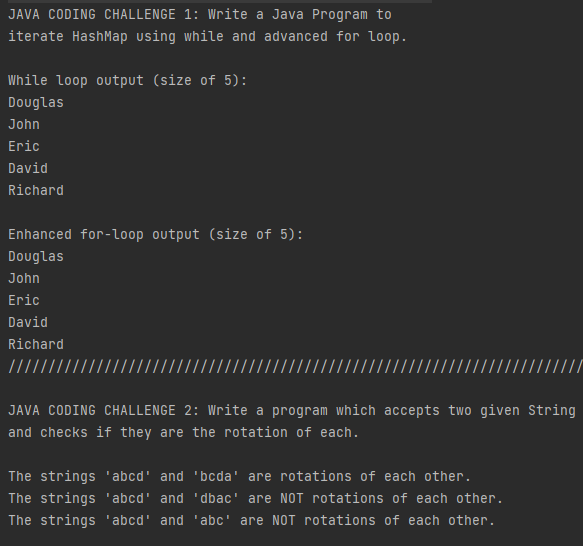 JAVA CODING CHALLENGE 1: Write a Java Program to
iterate HashMap using while and advanced for loop.
While loop output (size of 5):
Douglas
John
Eric
David
Richard
Enhanced for-loop output (size of 5):
Douglas
John
Eric
David
Richard
////////////////////////////////////////////////////////////////////////
JAVA CODING CHALLENGE 2: Write a program which accepts two given String
and checks if they are the rotation of each.
The strings 'abcd' and 'bcda' are rotations of each other.
The strings 'abcd' and 'dbac' are NOT rotations of each other.
The strings 'abcd' and 'abc' are NOT rotations of each other.